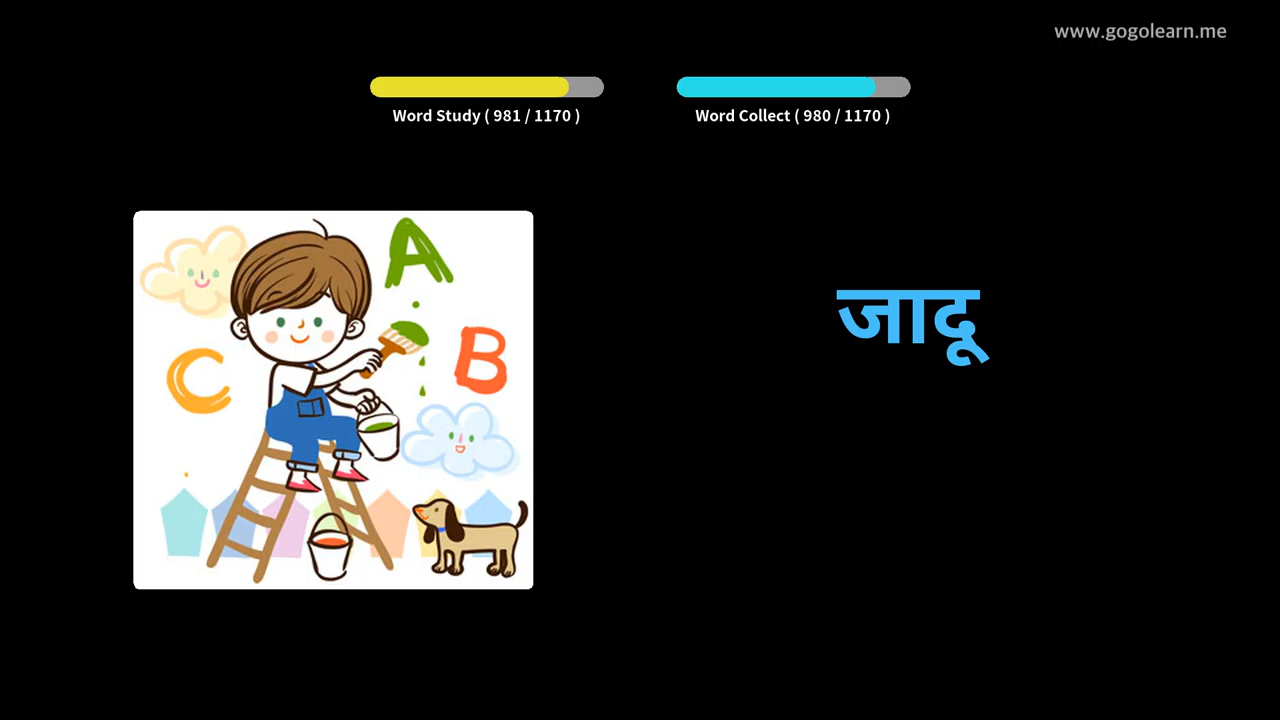 www.gogolearn.me
Word Study ( 981 / 1170 )
Word Collect ( 980 / 1170 )
A
B
C
जादू